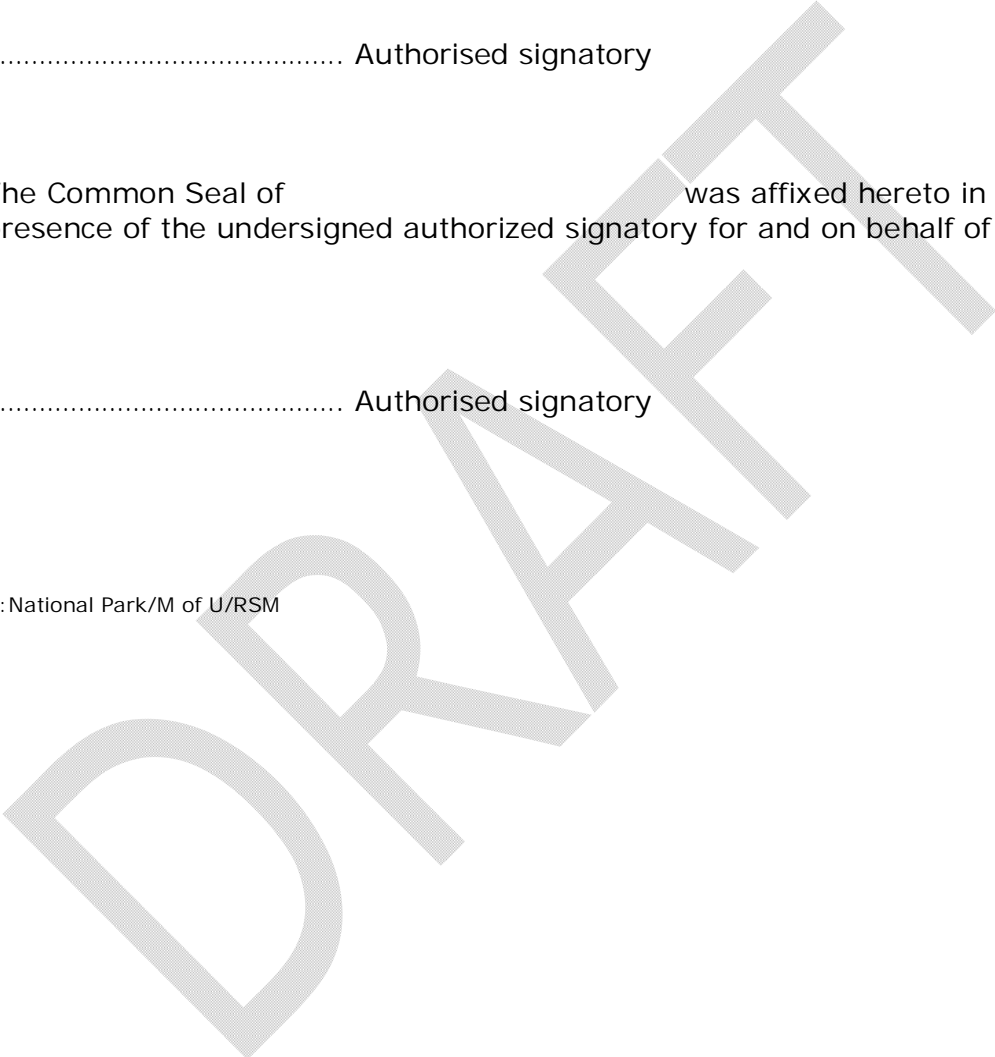 ........................................... Authorised signatory
he Common Seal of was affixed hereto in
resence of the undersigned authorized signatory for and on behalf of
........................................... Authorised signatory
:National Park/M of U/RSM
DRAFT